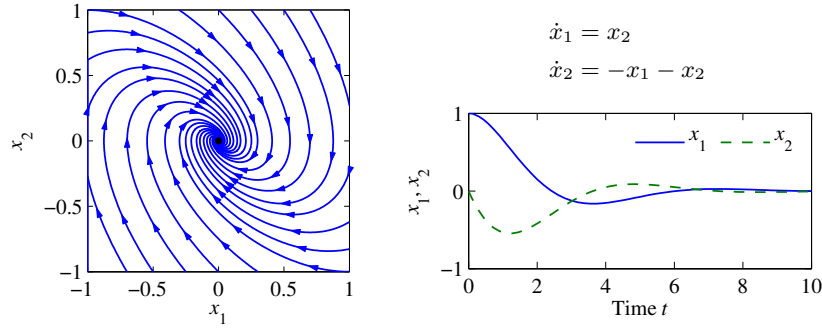 1
0.5
0
−0.5
−1
x₂
−1 −0.5 0 0.5 1
x₁
ẋ₁ = x₂
ẋ₂ = −x₁ − x₂
1
0
−1
x₁, x₂
x₁ x₂
0 2 4 6 8 10
Time t